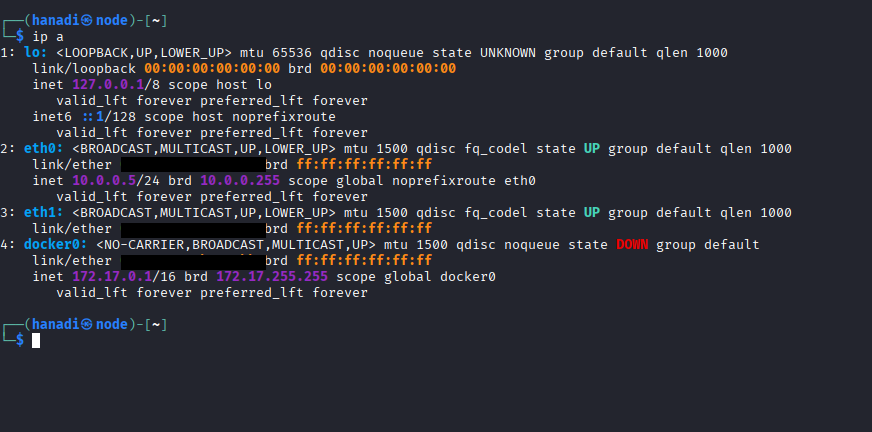 ┌──(hanadi㉿node)-[~]
└─$ ip a
1: lo: <LOOPBACK,UP,LOWER_UP> mtu 65536 qdisc noqueue state UNKNOWN group default qlen 1000
    link/loopback 00:00:00:00:00:00 brd 00:00:00:00:00:00
    inet 127.0.0.1/8 scope host lo
       valid_lft forever preferred_lft forever
    inet6 ::1/128 scope host noprefixroute
       valid_lft forever preferred_lft forever
2: eth0: <BROADCAST,MULTICAST,UP,LOWER_UP> mtu 1500 qdisc fq_codel state UP group default qlen 1000
    link/ether brd ff:ff:ff:ff:ff:ff
    inet 10.0.0.5/24 brd 10.0.0.255 scope global noprefixroute eth0
       valid_lft forever preferred_lft forever
3: eth1: <BROADCAST,MULTICAST,UP,LOWER_UP> mtu 1500 qdisc fq_codel state UP group default qlen 1000
    link/ether brd ff:ff:ff:ff:ff:ff
4: docker0: <NO-CARRIER,BROADCAST,MULTICAST,UP> mtu 1500 qdisc noqueue state DOWN group default
    link/ether brd ff:ff:ff:ff:ff:ff
    inet 172.17.0.1/16 brd 172.17.255.255 scope global docker0
       valid_lft forever preferred_lft forever
┌──(hanadi㉿node)-[~]
└─$